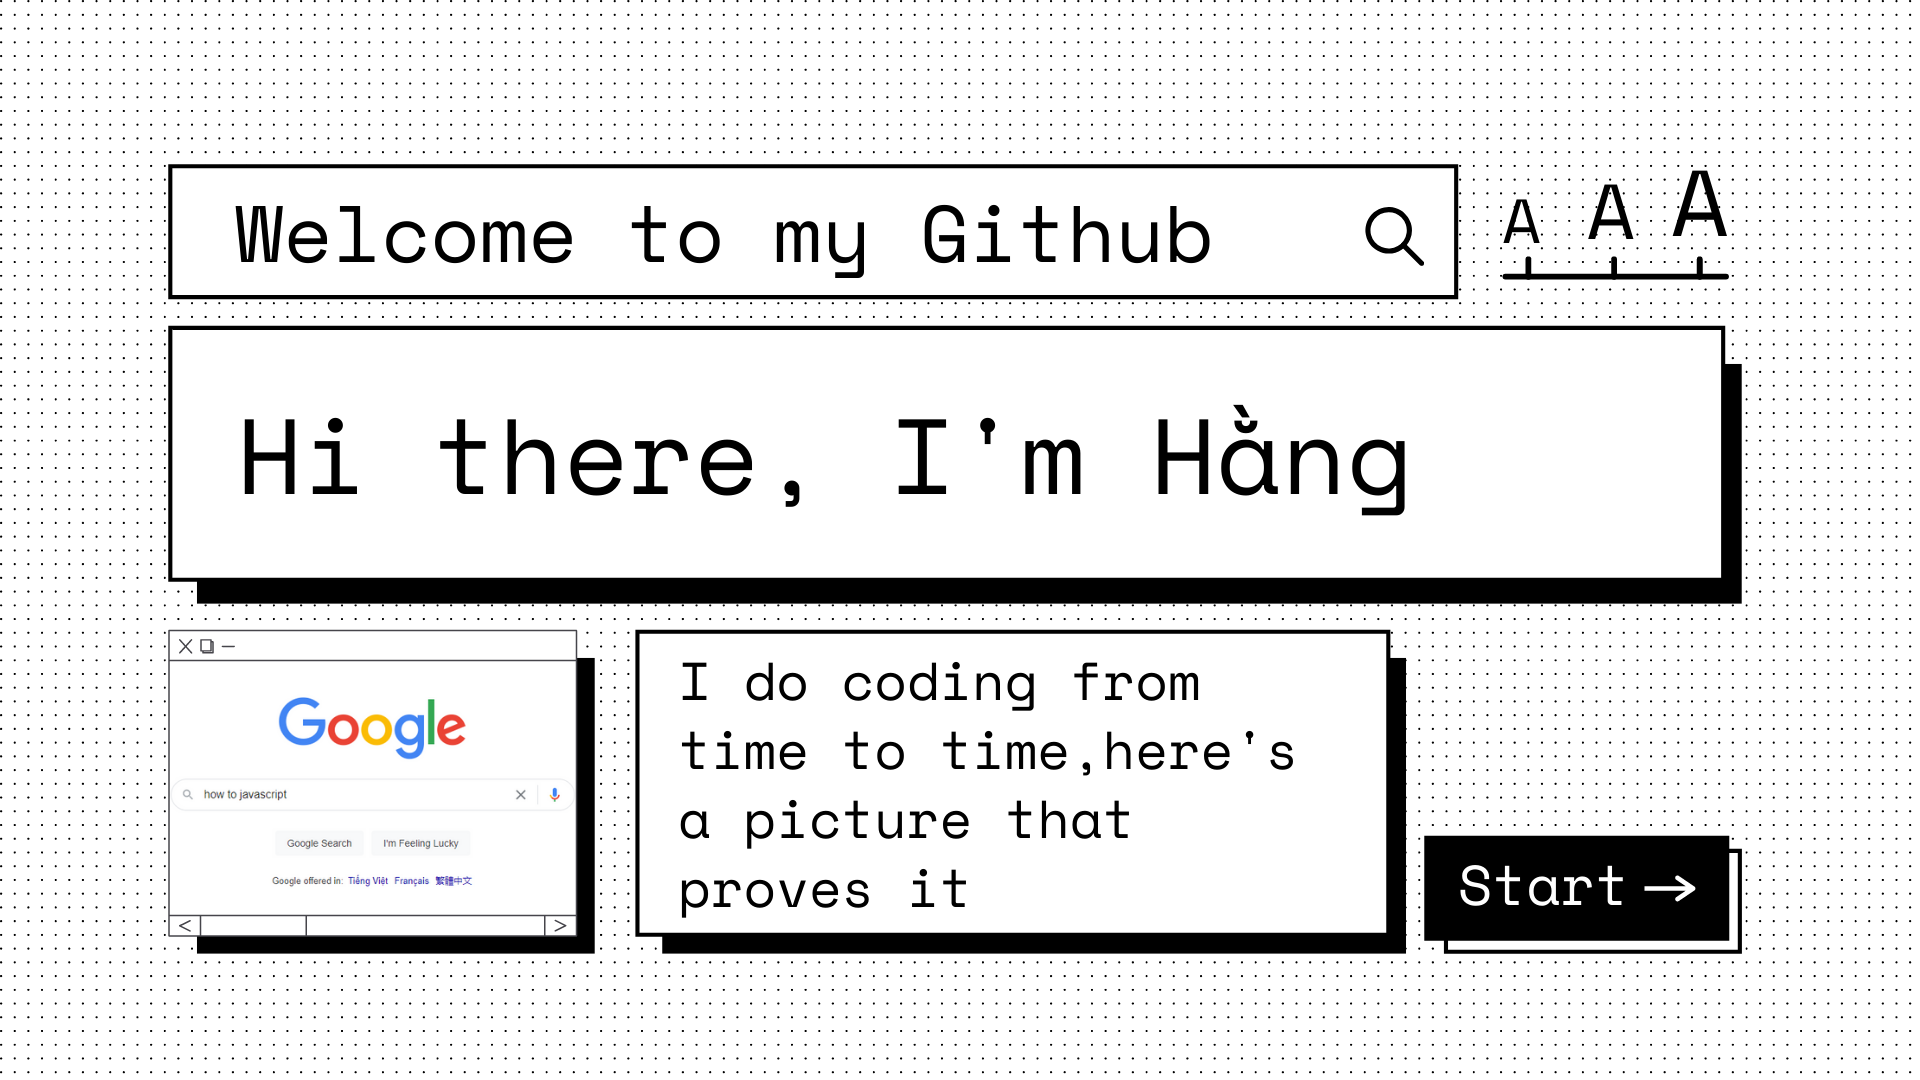 Welcome to my Github
A A A
Hi there, I'm Hằng
Google
how to javascript
Google Search I'm Feeling Lucky
Google offered in: Tiếng Việt Français 繁體中文
I do coding from
time to time,here's
a picture that
proves it
Start